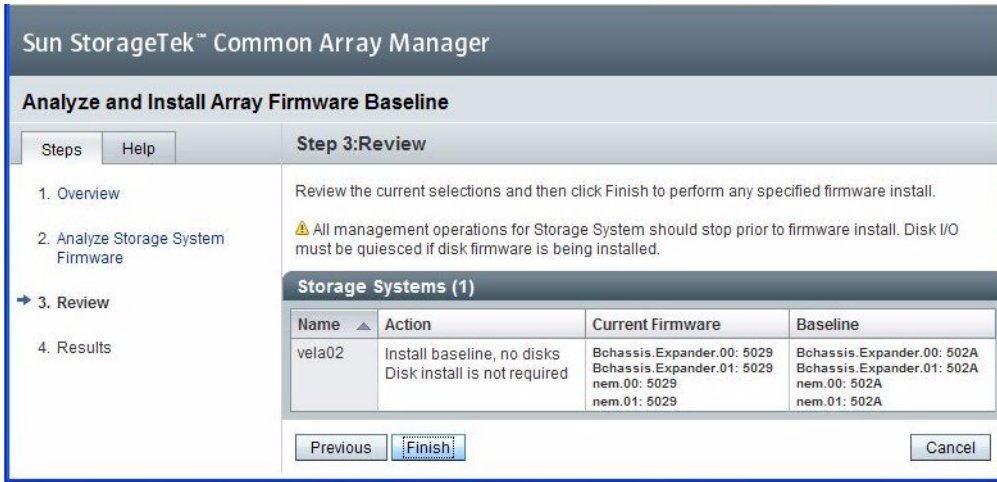 Sun StorageTek™ Common Array Manager
Analyze and Install Array Firmware Baseline
Steps
Help
1. Overview
2. Analyze Storage System
Firmware
3. Review
4. Results
Step 3:Review
Review the current selections and then click Finish to perform any specified firmware install.
All management operations for Storage System should stop prior to firmware install. Disk I/O
must be quiesced if disk firmware is being installed.
Storage Systems (1)
Name Action Current Firmware Baseline
vela02 Install baseline, no disks Bchassis.Expander.00: 5029 Bchassis.Expander.00: 502A
Disk install is not required Bchassis.Expander.01: 5029 Bchassis.Expander.01: 502A
nem.00: 5029 nem.00: 502A
nem.01: 5029 nem.01: 502A
Previous Finish Cancel